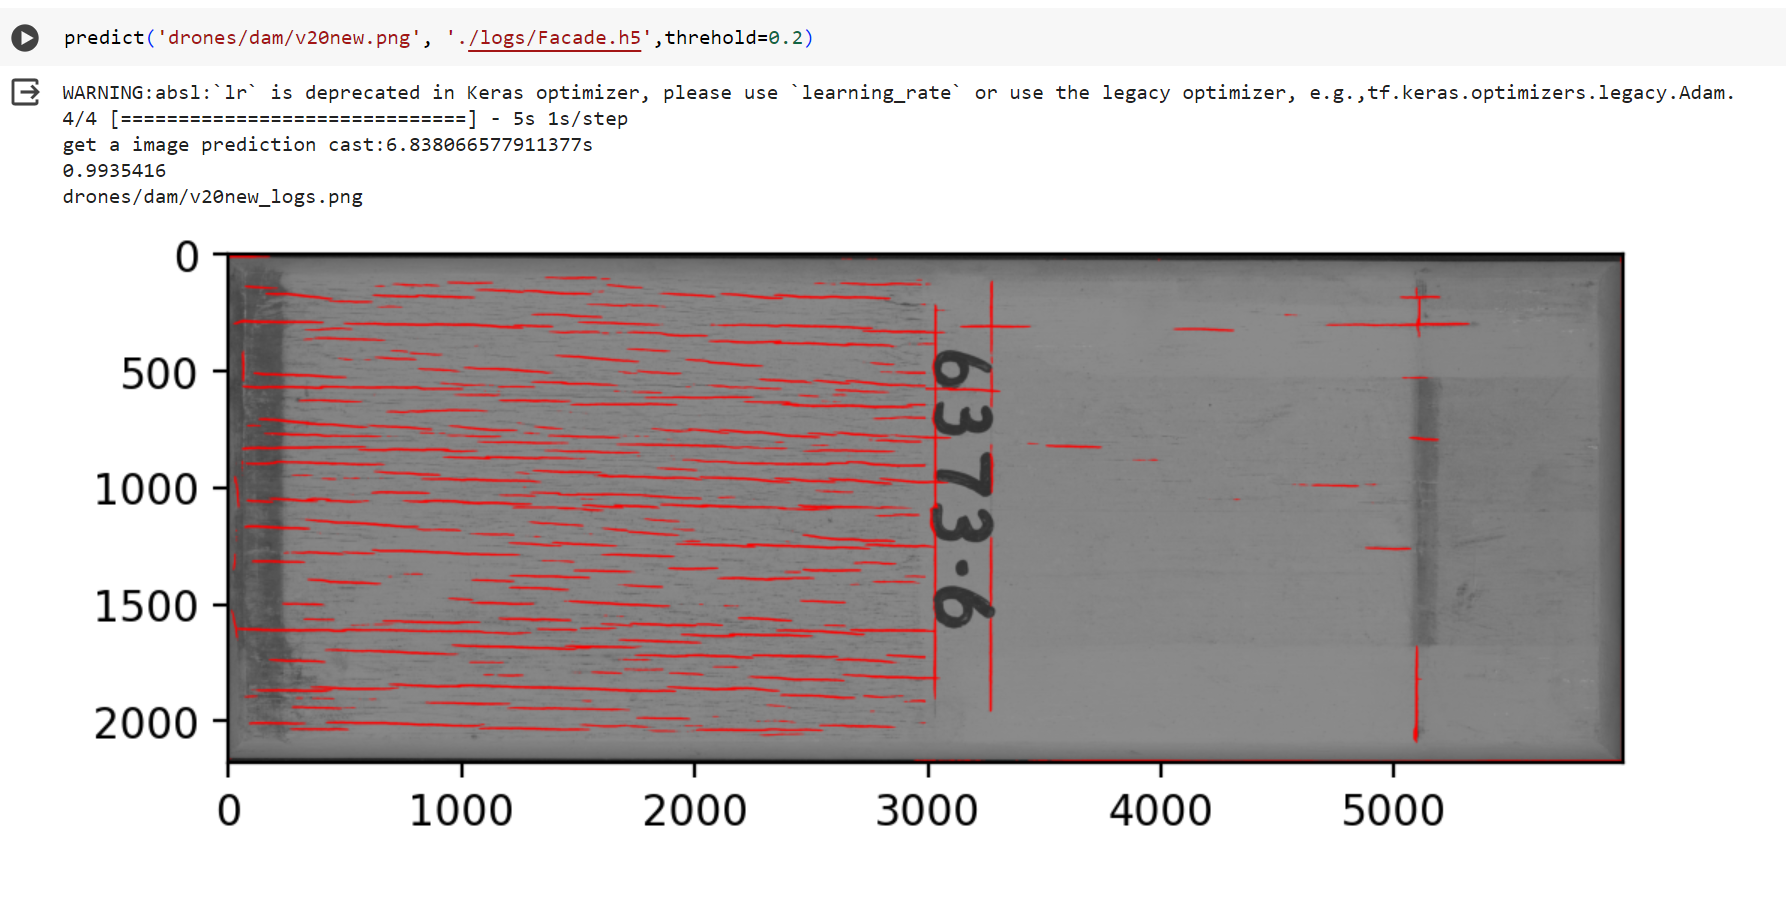 predict('drones/dam/v20new.png', './logs/Facade.h5',threhold=0.2)
WARNING:absl:`lr` is deprecated in Keras optimizer, please use `learning_rate` or use the legacy optimizer, e.g.,tf.keras.optimizers.legacy.Adam.
4/4 [==============================] - 5s 1s/step
get a image prediction cast:6.838066577911377s
0.9935416
drones/dam/v20new_logs.png
0
500
1000
1500
2000
6373.6
0 1000 2000 3000 4000 5000